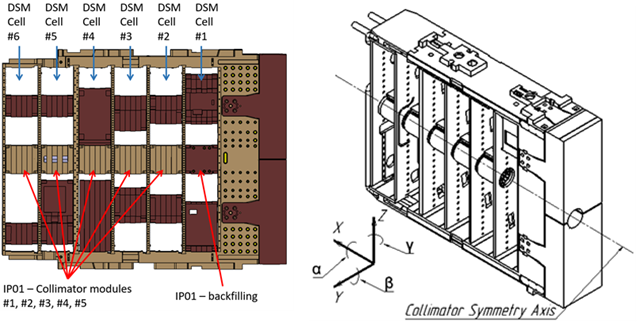 DSM Cell #6
DSM Cell #5
DSM Cell #4
DSM Cell #3
DSM Cell #2
DSM Cell #1
IP01 – Collimator modules
#1, #2, #3, #4, #5
IP01 – backfilling
Z
X
γ
α
β
Y
Collimator Symmetry Axis